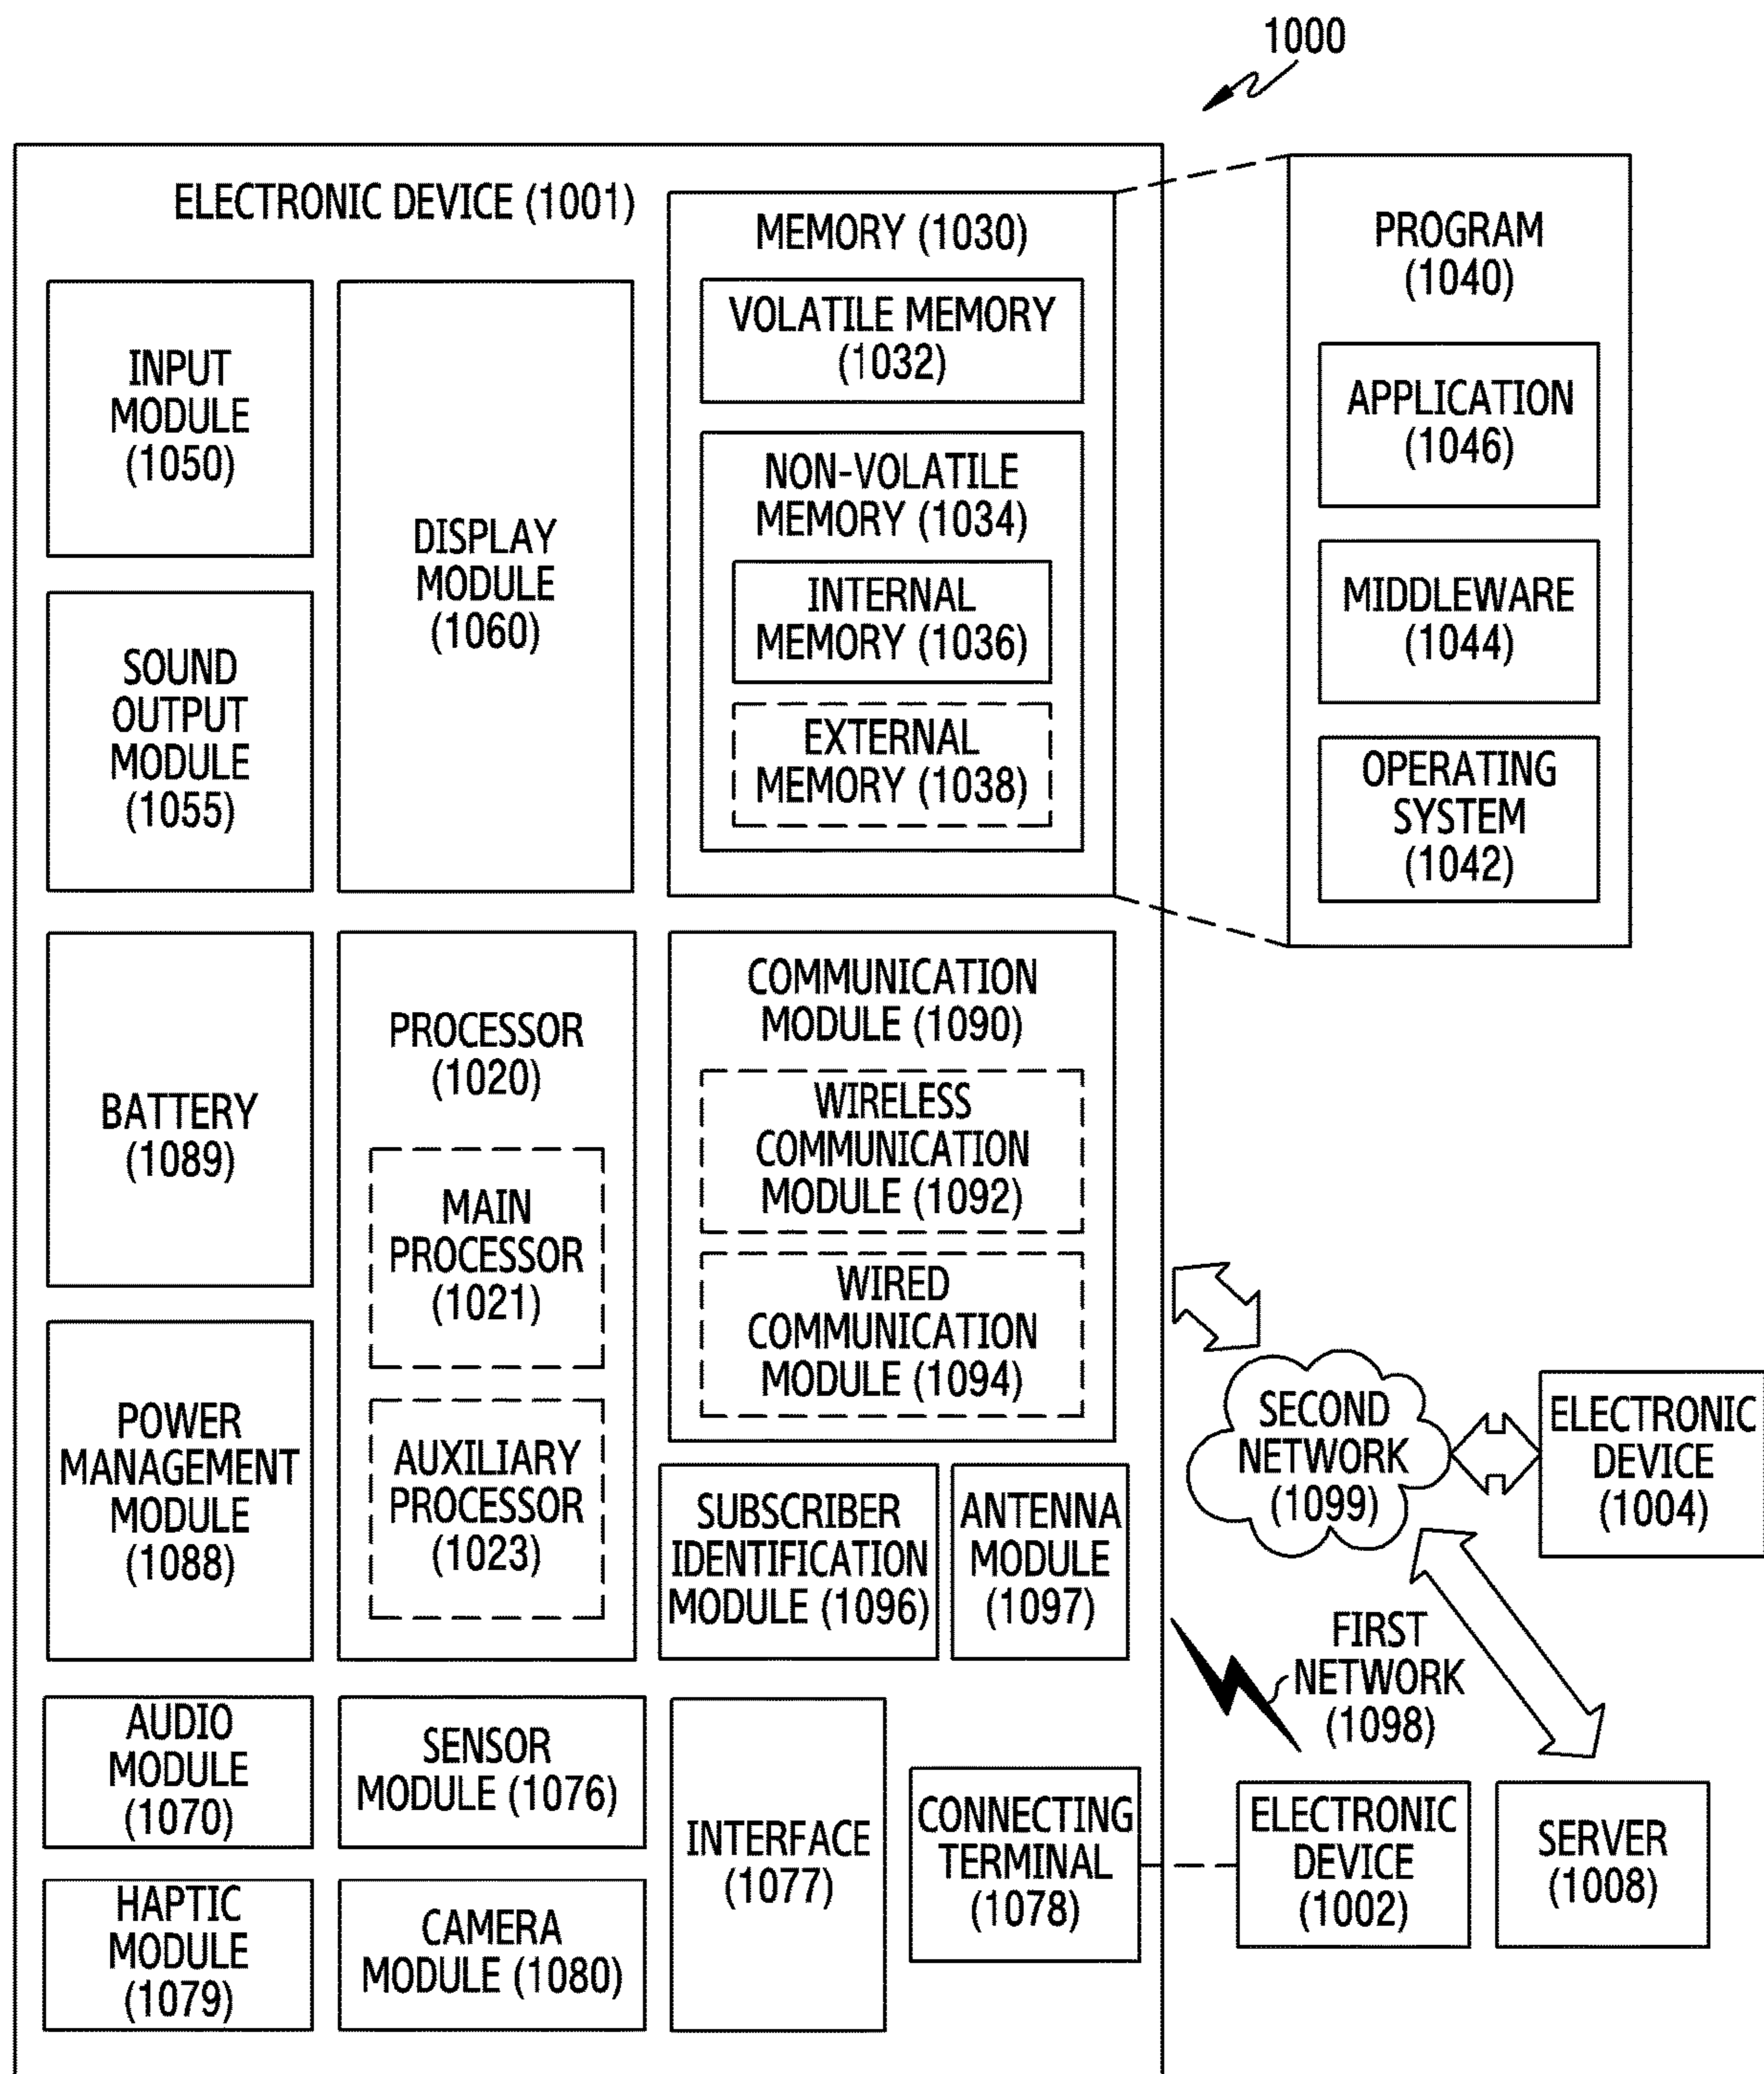 1000
ELECTRONIC DEVICE (1001)
INPUT
MODULE
(1050)
SOUND
OUTPUT
MODULE
(1055)
DISPLAY
MODULE
(1060)
MEMORY (1030)
VOLATILE MEMORY
(1032)
NON-VOLATILE
MEMORY (1034)
INTERNAL
MEMORY (1036)
EXTERNAL
MEMORY (1038)
PROGRAM
(1040)
APPLICATION
(1046)
MIDDLEWARE
(1044)
OPERATING
SYSTEM
(1042)
BATTERY
(1089)
POWER
MANAGEMENT
MODULE
(1088)
PROCESSOR
(1020)
MAIN
PROCESSOR
(1021)
AUXILIARY
PROCESSOR
(1023)
COMMUNICATION
MODULE (1090)
WIRELESS
COMMUNICATION
MODULE (1092)
WIRED
COMMUNICATION
MODULE (1094)
SUBSCRIBER
IDENTIFICATION
MODULE (1096)
ANTENNA
MODULE
(1097)
SECOND
NETWORK
(1099)
ELECTRONIC
DEVICE
(1004)
FIRST
NETWORK
(1098)
AUDIO
MODULE
(1070)
SENSOR
MODULE (1076)
HAPTIC
MODULE
(1079)
CAMERA
MODULE (1080)
INTERFACE
(1077)
CONNECTING
TERMINAL
(1078)
ELECTRONIC
DEVICE
(1002)
SERVER
(1008)